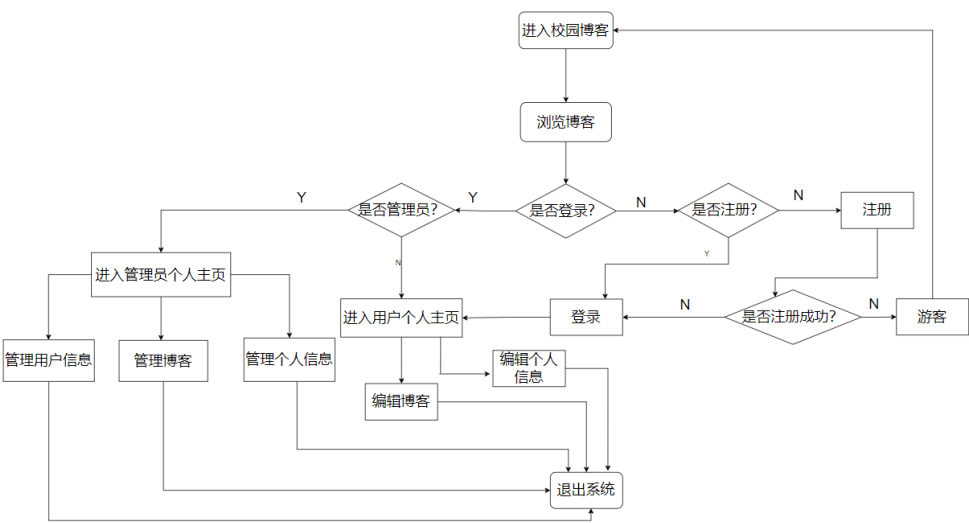 进入校园博客
浏览博客
Y
是否管理员?
Y
是否登录?
N
是否注册?
N
注册
N
Y
进入管理员个人主页
进入用户个人主页
登录
N
是否注册成功?
N
游客
管理用户信息
管理博客
管理个人信息
编辑个人
信息
编辑博客
退出系统